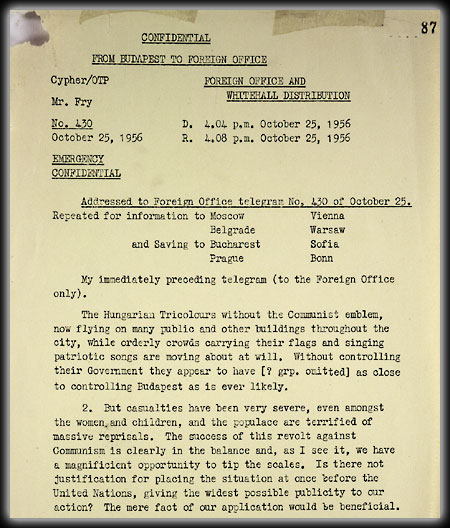 87
CONFIDENTIAL
FROM BUDAPEST TO FOREIGN OFFICE
Cypher/OTP FOREIGN OFFICE AND
WHITEHALL DISTRIBUTION
Mr. Fry
No. 430 D. 4.04 p.m. October 25, 1956
October 25, 1956 R. 4.08 p.m. October 25, 1956
EMERGENCY
CONFIDENTIAL
Addressed to Foreign Office telegram No. 430 of October 25.
Repeated for information to Moscow Vienna
Belgrade Warsaw
and Saving to Bucharest Sofia
Prague Bonn
My immediately preceding telegram (to the Foreign Office
only).
The Hungarian Tricolours without the Communist emblem,
now flying on many public and other buildings throughout the
city, while orderly crowds carrying their flags and singing
patriotic songs are moving about at will. Without controlling
their Government they appear to have [? grp. omitted] as close
to controlling Budapest as is ever likely.
2. But casualties have been very severe, even amongst
the women, and children, and the populace are terrified of
massive reprisals. The success of this revolt against
Communism is clearly in the balance and, as I see it, we have
a magnificent opportunity to tip the scales. Is there not
justification for placing the situation at once before the
United Nations, giving the widest possible publicity to our
action? The mere fact of our application would be beneficial.